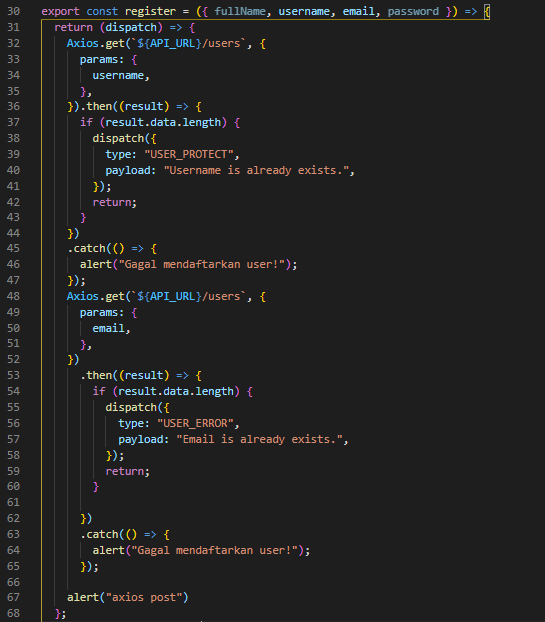 30 export const register = ({ fullName, username, email, password }) => {
31   return (dispatch) => {
32     Axios.get(`${API_URL}/users`, {
33       params: {
34         username,
35       },
36     }).then((result) => {
37       if (result.data.length) {
38         dispatch({
39           type: "USER_PROTECT",
40           payload: "Username is already exists.",
41         });
42         return;
43       }
44     })
45     .catch(() => {
46       alert("Gagal mendaftarkan user!");
47     });
48     Axios.get(`${API_URL}/users`, {
49       params: {
50         email,
51       },
52     })
53       .then((result) => {
54         if (result.data.length) {
55           dispatch({
56             type: "USER_ERROR",
57             payload: "Email is already exists.",
58           });
59           return;
60         }
61
62       })
63       .catch(() => {
64         alert("Gagal mendaftarkan user!");
65       });
66
67     alert("axios post")
68   };